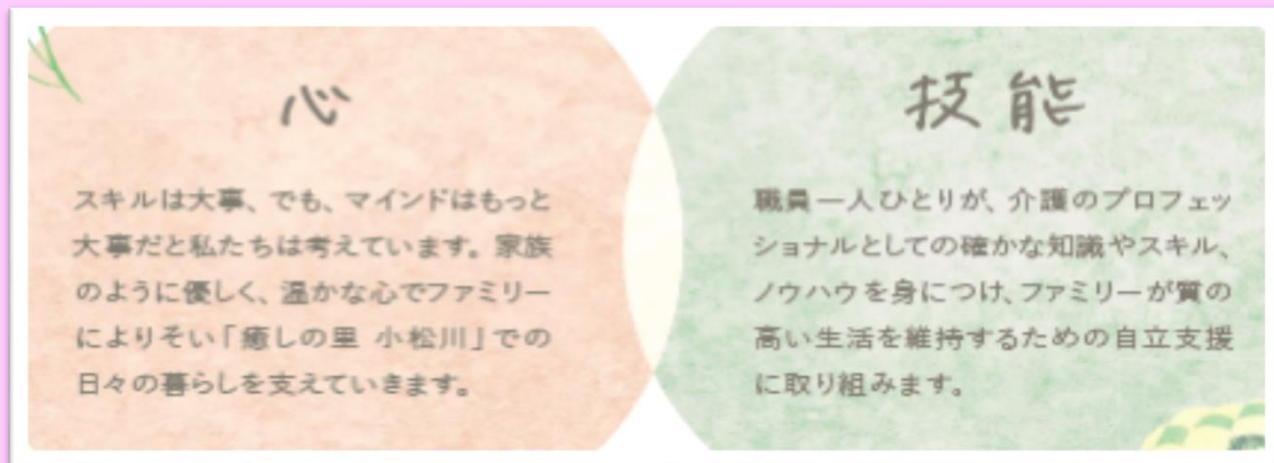 心
スキルは大事、でも、マインドはもっと
大事だと私たちは考えています。家族
のように優しく、温かな心でファミリー
によりそい「癒しの里 小松川」での
日々の暮らしを支えていきます。
技能
職員一人ひとりが、介護のプロフェッ
ショナルとしての確かな知識やスキル、
ノウハウを身につけ、ファミリーが質の
高い生活を維持するための自立支援
に取り組みます。